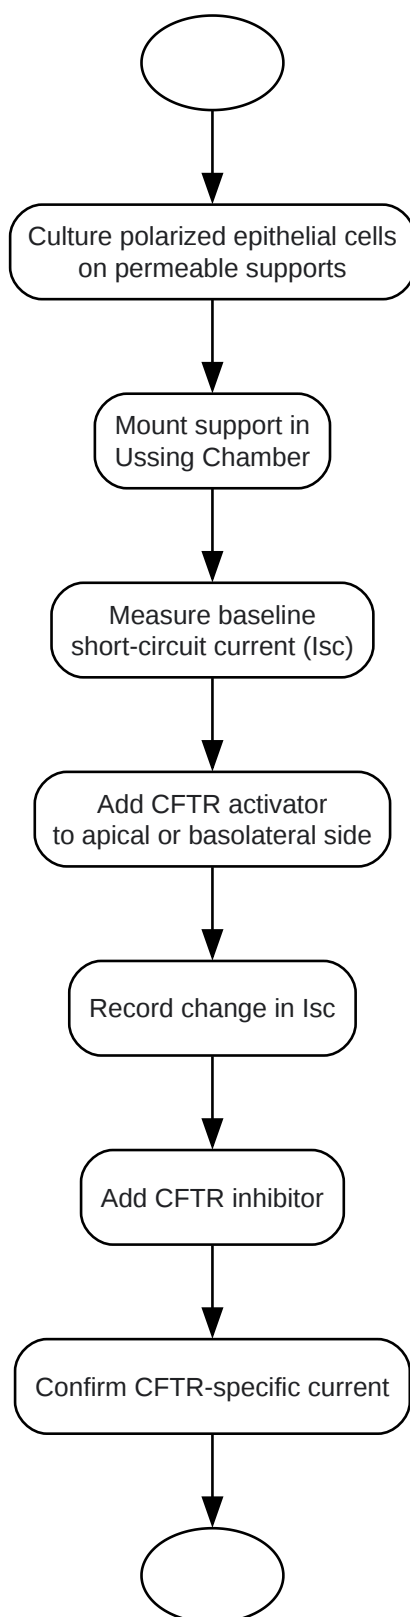 Culture polarized epithelial cells
on permeable supports
Mount support in
Ussing Chamber
Measure baseline
short-circuit current (Isc)
Add CFTR activator
to apical or basolateral side
Record change in Isc
Add CFTR inhibitor
Confirm CFTR-specific current